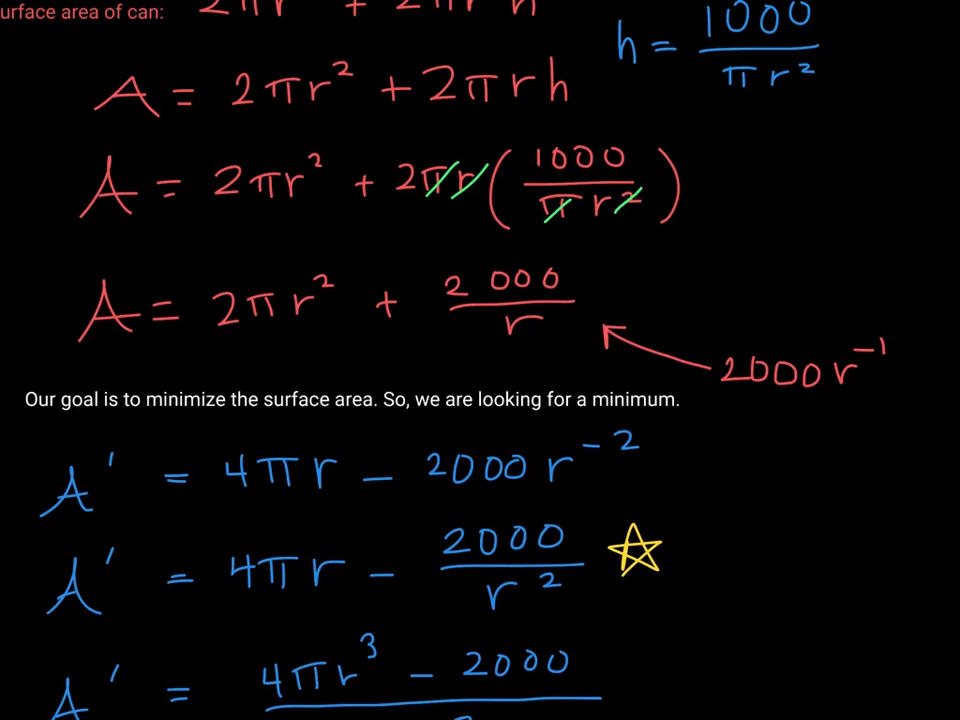 urface area of can: 2πr + 2πr h
h = 1000 / πr²
A = 2πr² + 2πrh
A = 2πr² + 2πr(1000 / πr²)
A = 2πr² + 2000 / r
2000r⁻¹
Our goal is to minimize the surface area. So, we are looking for a minimum.
A' = 4πr − 2000r⁻²
A' = 4πr − 2000 / r²
A' = 4πr³ − 2000